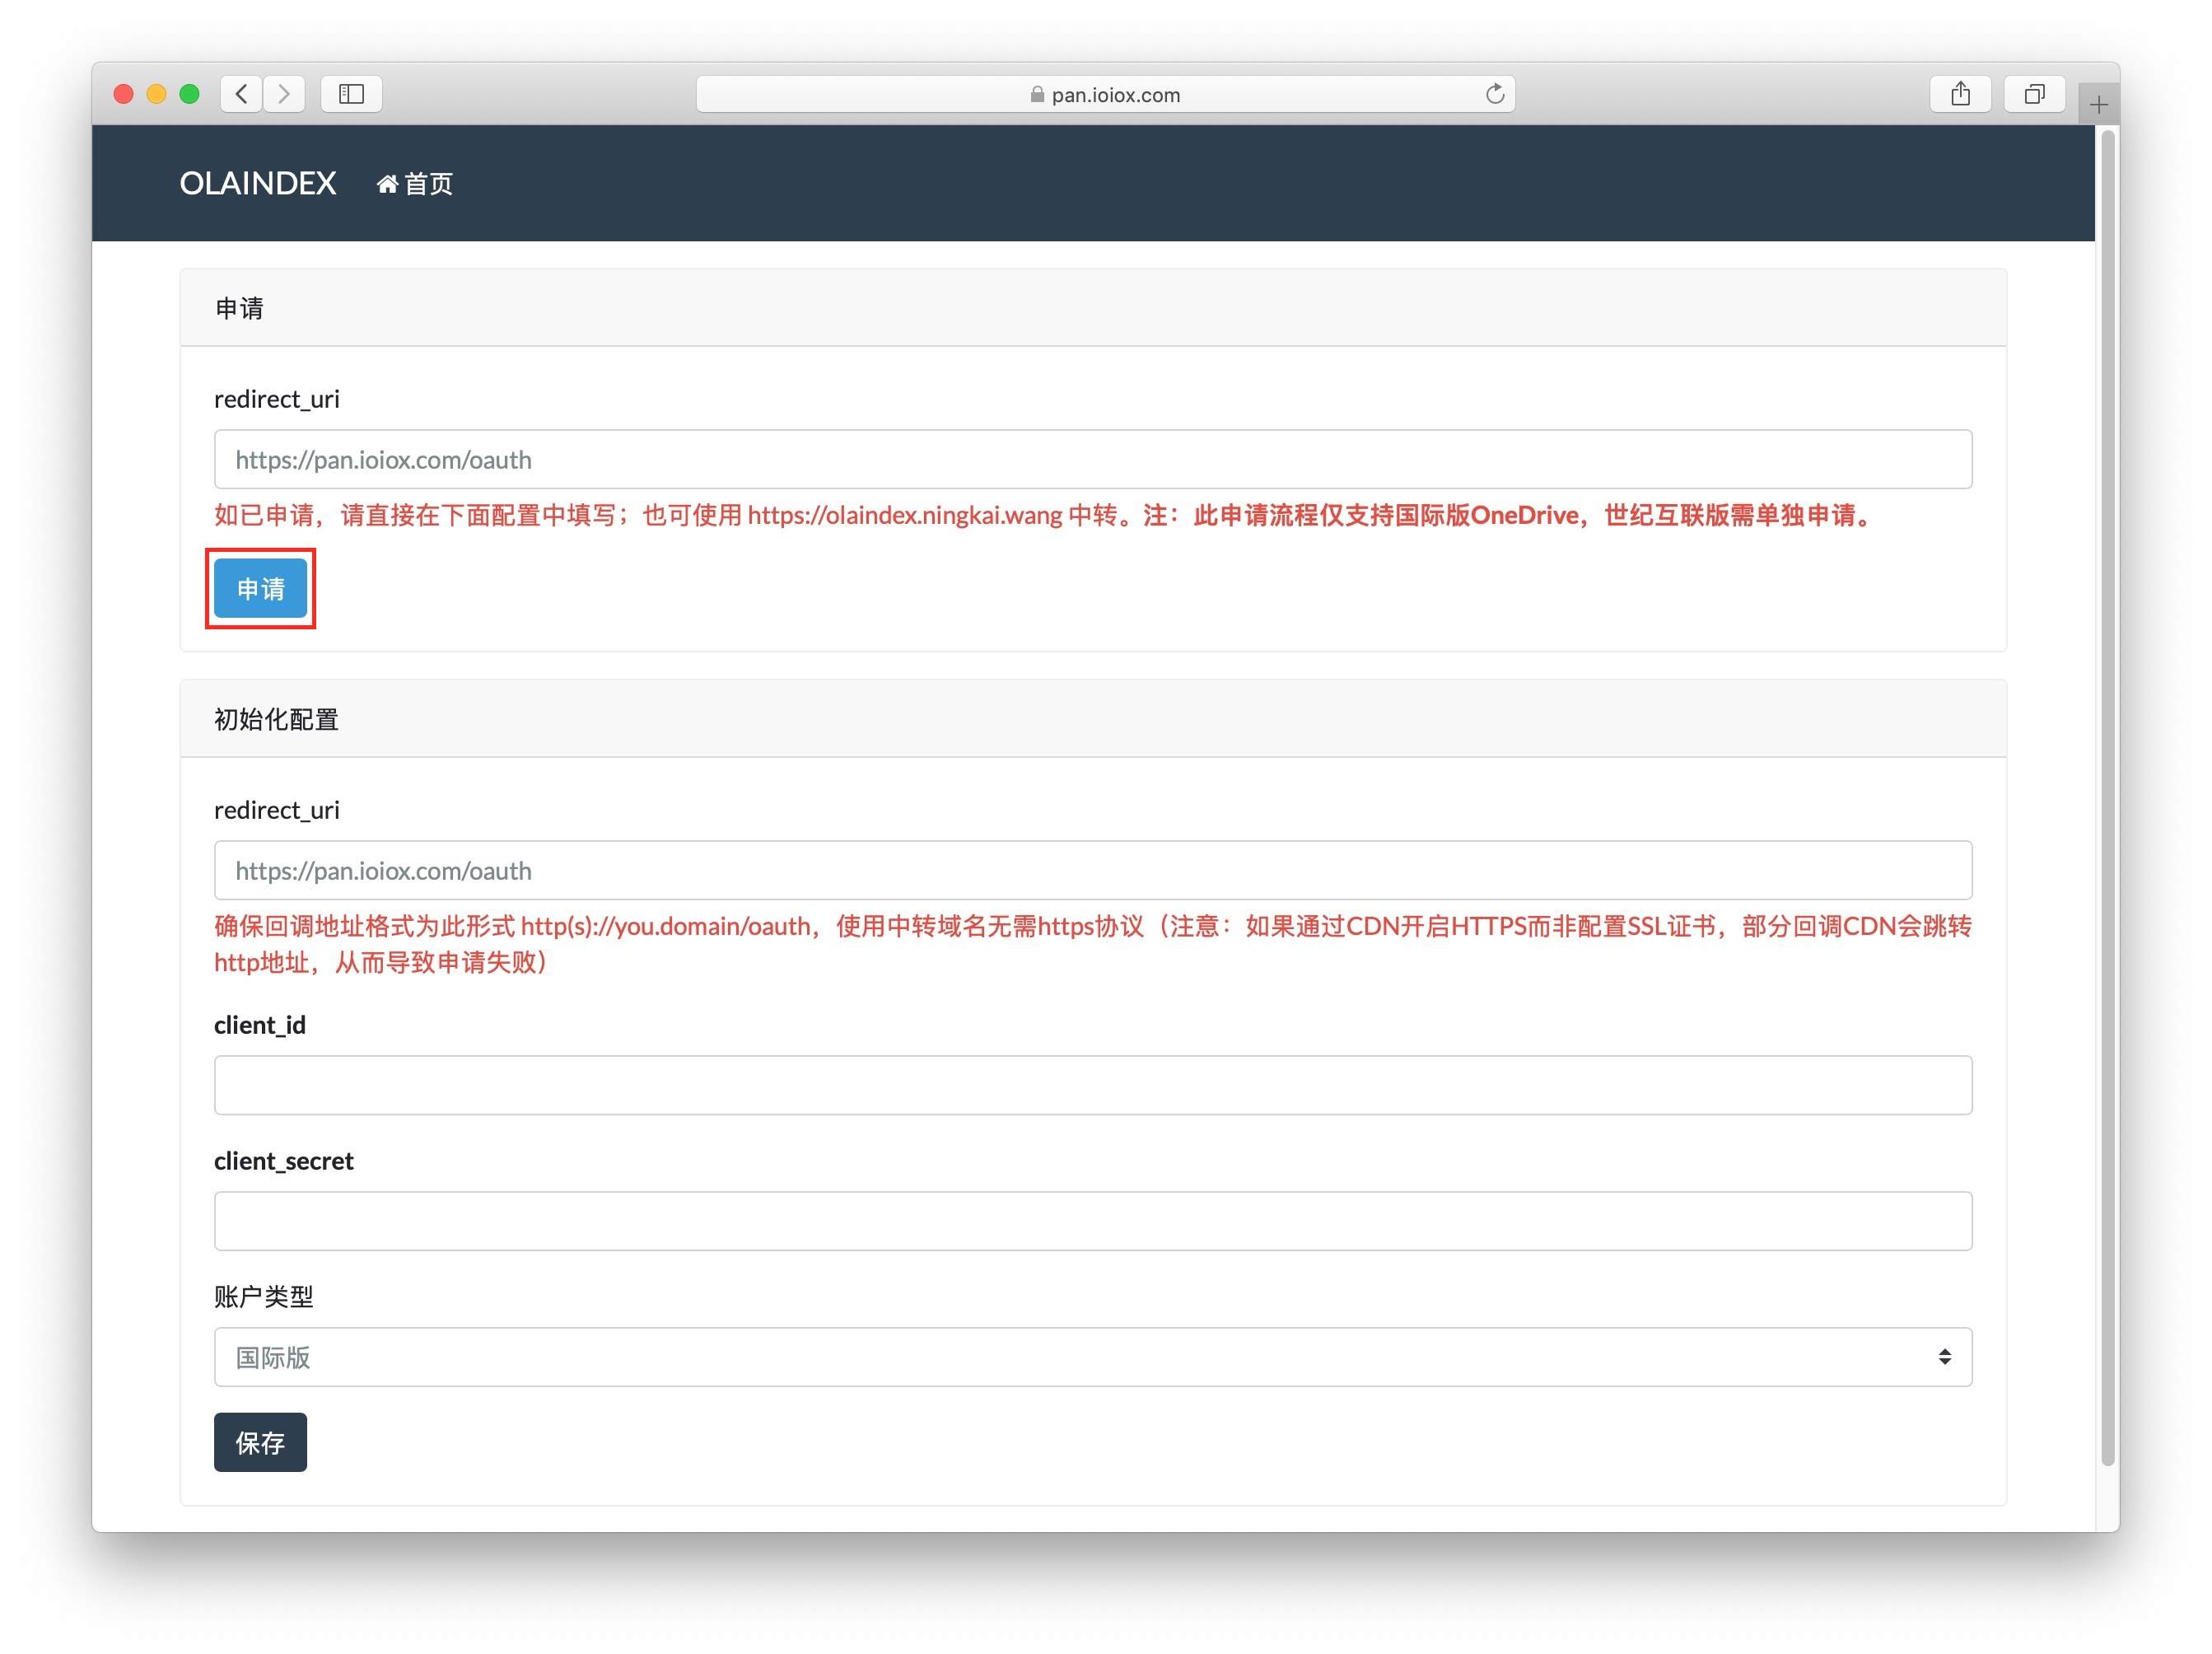 pan.ioiox.com
OLAINDEX 首页
申请
redirect_uri
https://pan.ioiox.com/oauth
如已申请，请直接在下面配置中填写；也可使用 https://olaindex.ningkai.wang 中转。注：此申请流程仅支持国际版OneDrive，世纪互联版需单独申请。
申请
初始化配置
redirect_uri
https://pan.ioiox.com/oauth
确保回调地址格式为此形式 http(s)://you.domain/oauth，使用中转域名无需https协议（注意：如果通过CDN开启HTTPS而非配置SSL证书，部分回调CDN会跳转
http地址，从而导致申请失败）
client_id
client_secret
账户类型
国际版
保存